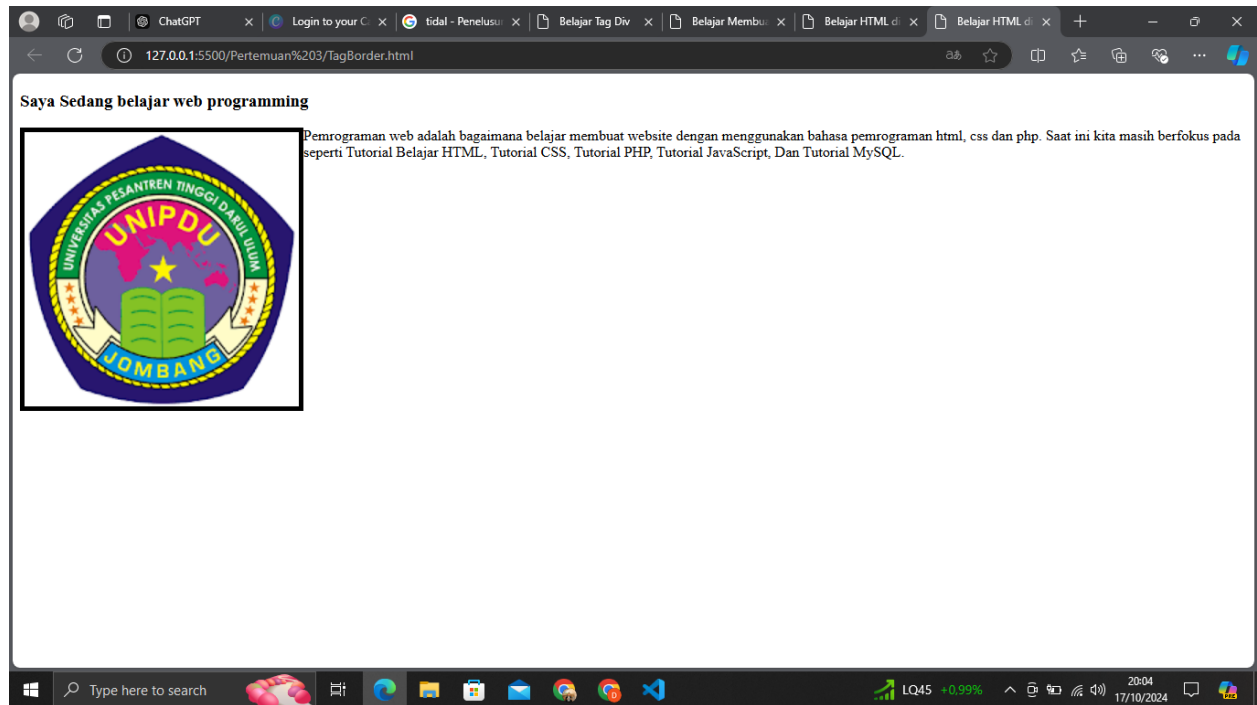 ChatGPT
Login to your C
tidal - Penelusu
Belajar Tag Div
Belajar Membua
Belajar HTML di
Belajar HTML di
127.0.0.1:5500/Pertemuan%203/TagBorder.html
Saya Sedang belajar web programming
Pemrograman web adalah bagaimana belajar membuat website dengan menggunakan bahasa pemrograman html, css dan php. Saat ini kita masih berfokus pada
seperti Tutorial Belajar HTML, Tutorial CSS, Tutorial PHP, Tutorial JavaScript, Dan Tutorial MySQL.
UNIVERSITAS PESANTREN TINGGI DARUL ULUM
UNIPDU
JOMBANG
Type here to search
LQ45 +0,99%
20:04
17/10/2024